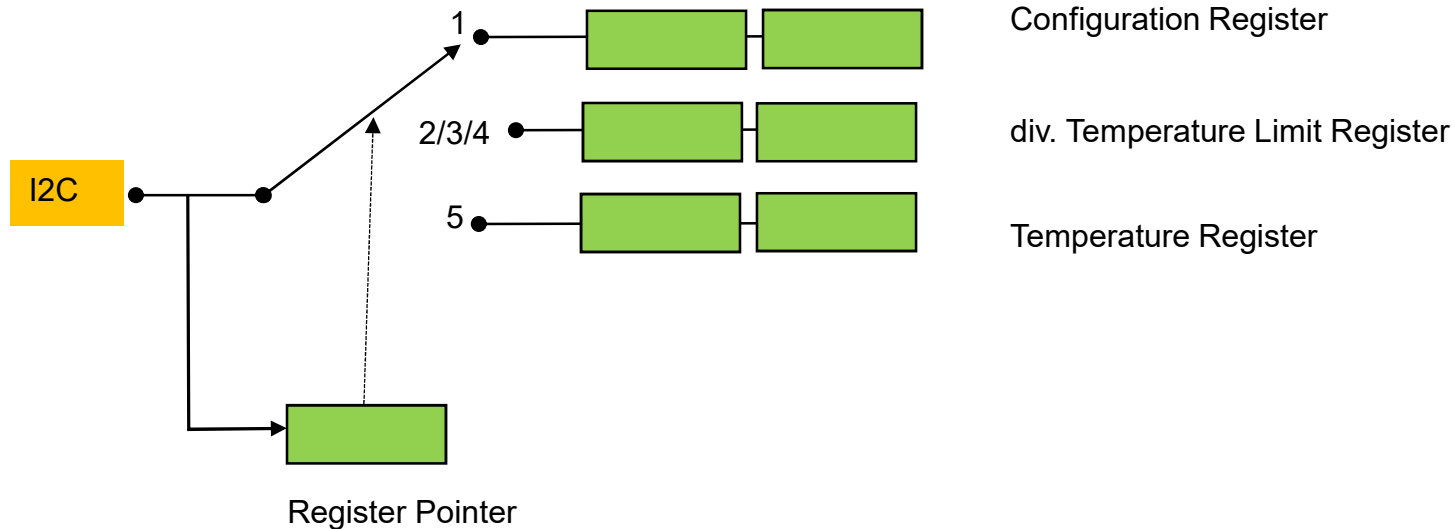 1
Configuration Register
2/3/4
div. Temperature Limit Register
I2C
5
Temperature Register
Register Pointer